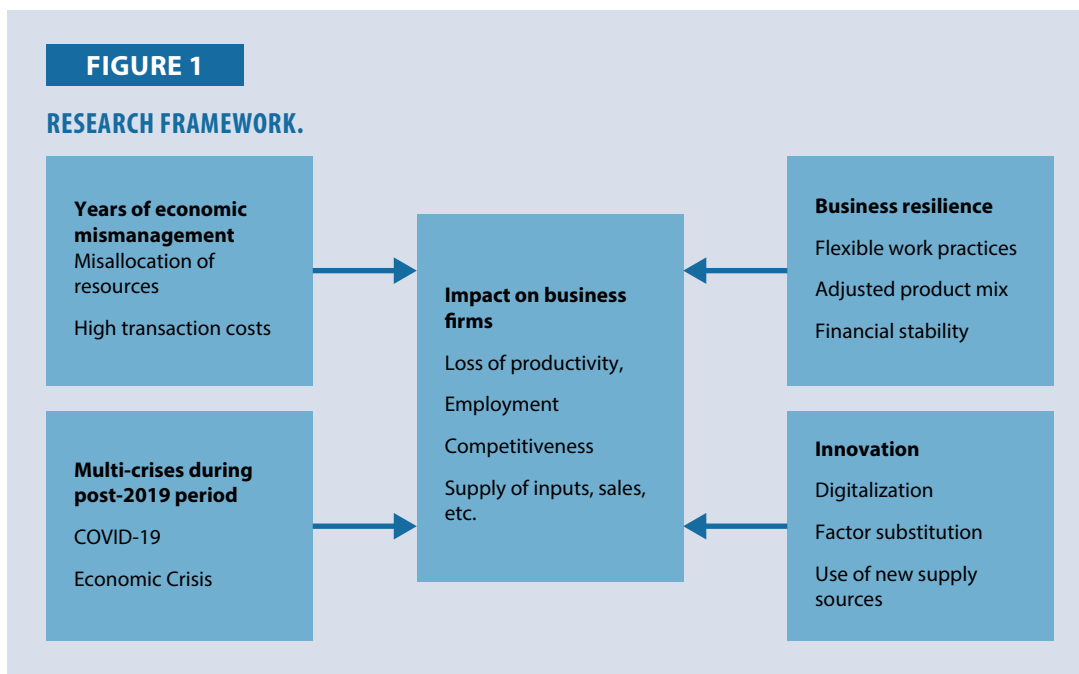 FIGURE 1
RESEARCH FRAMEWORK.
Years of economic
mismanagement
Misallocation of
resources
High transaction costs
Multi-crises during
post-2019 period
COVID-19
Economic Crisis
Impact on business
firms
Loss of productivity,
Employment
Competitiveness
Supply of inputs, sales,
etc.
Business resilience
Flexible work practices
Adjusted product mix
Financial stability
Innovation
Digitalization
Factor substitution
Use of new supply
sources